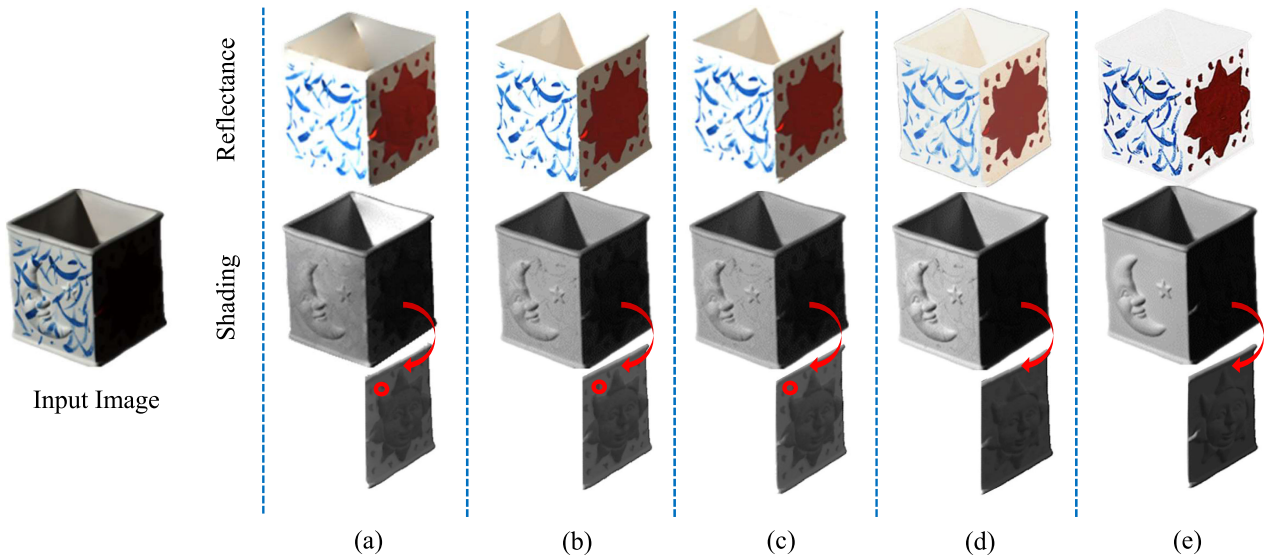 Reflectance
Shading
Input Image
(a)
(b)
(c)
(d)
(e)